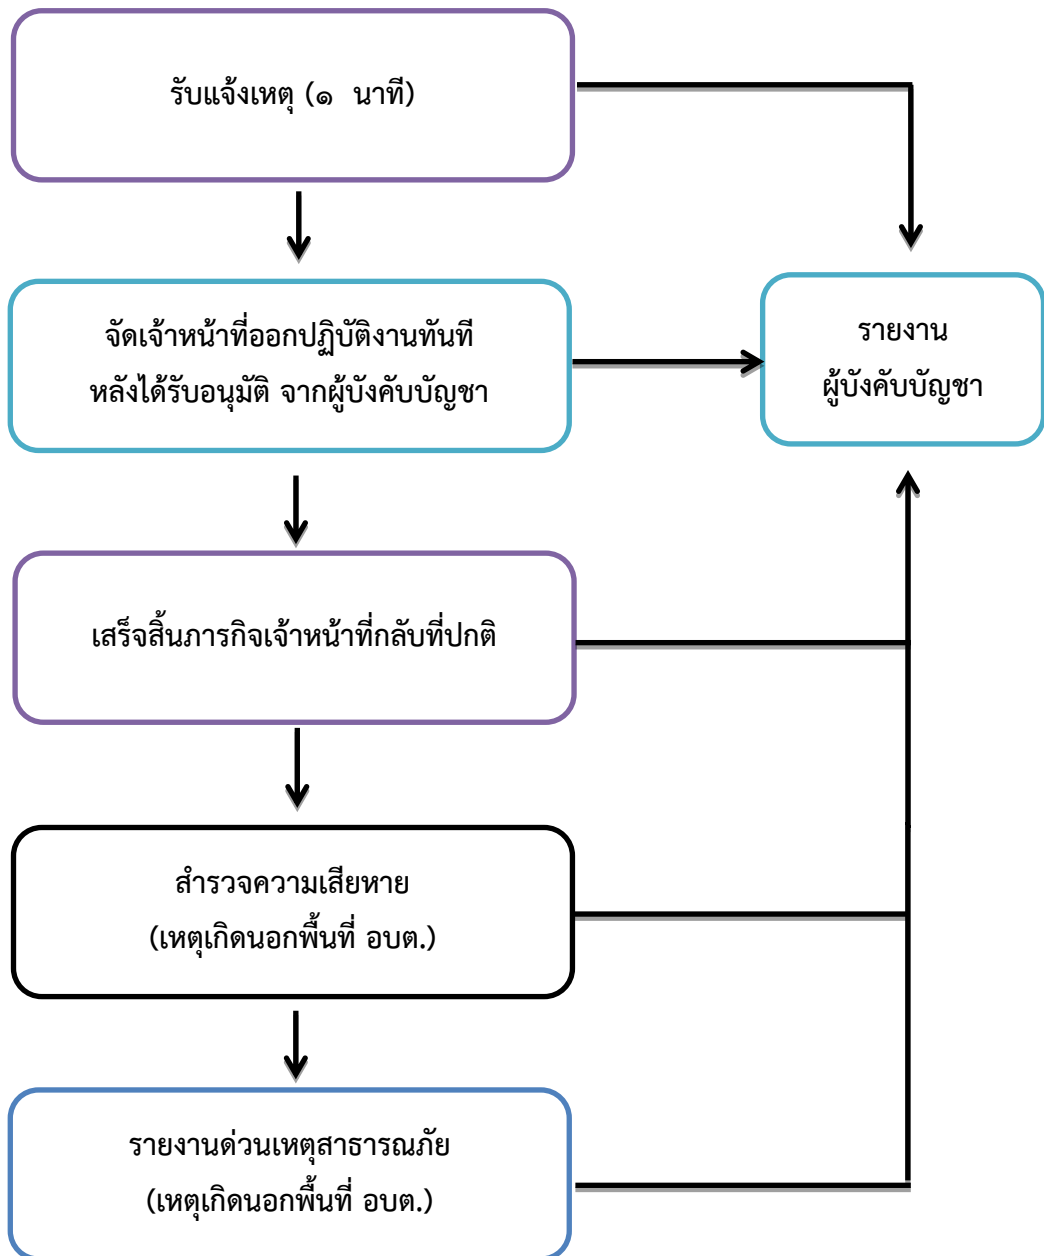 รับแจ้งเหตุ (๑ นาที)
จัดเจ้าหน้าที่ออกปฏิบัติงานทันที
หลังได้รับอนุมัติ จากผู้บังคับบัญชา
รายงาน
ผู้บังคับบัญชา
เสร็จสิ้นภารกิจเจ้าหน้าที่กลับที่ปกติ
สำรวจความเสียหาย
(เหตุเกิดนอกพื้นที่ อบต.)
รายงานด่วนเหตุสาธารณภัย
(เหตุเกิดนอกพื้นที่ อบต.)